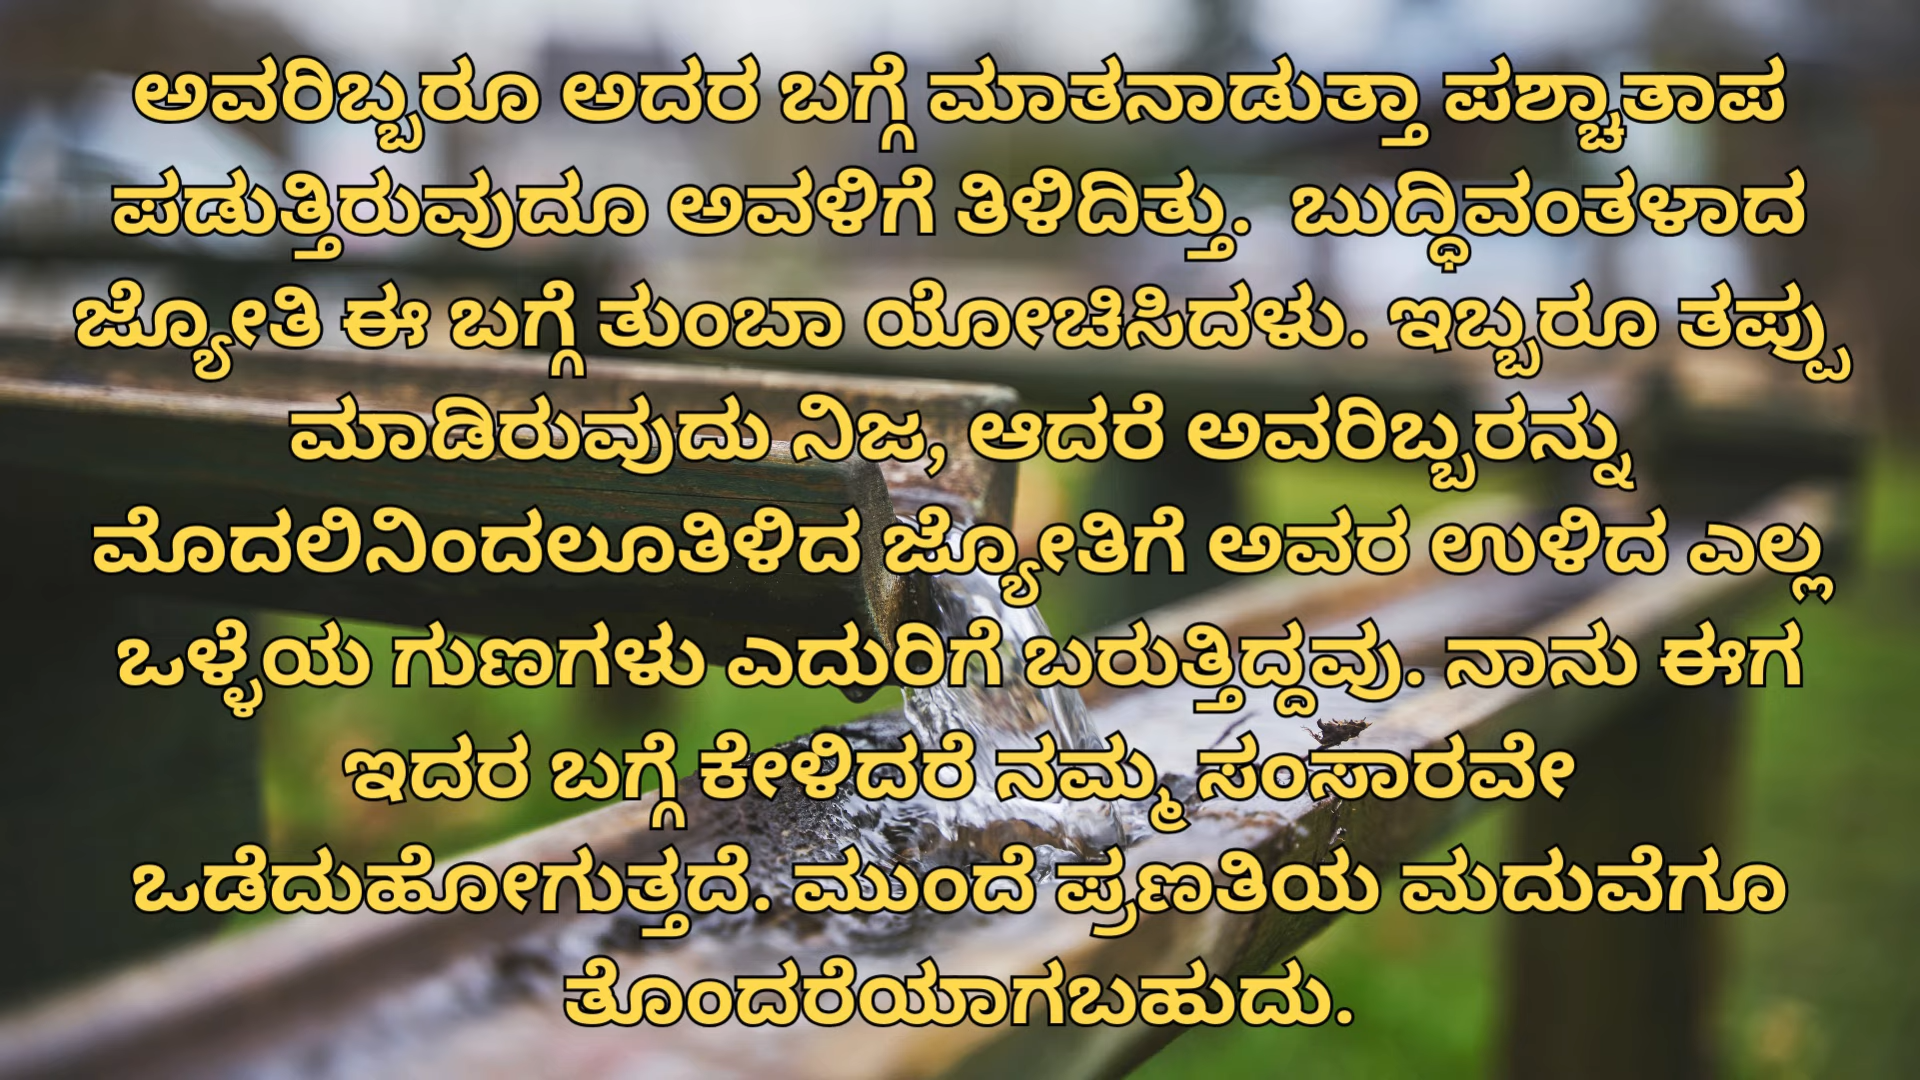 ಅವರಿಬ್ಬರೂ ಅದರ ಬಗ್ಗೆ ಮಾತನಾಡುತ್ತಾ ಪಶ್ಚಾತಾಪ
ಪಡುತ್ತಿರುವುದೂ ಅವಳಿಗೆ ತಿಳಿದಿತ್ತು. ಬುದ್ಧಿವಂತಳಾದ
ಜ್ಯೋತಿ ಈ ಬಗ್ಗೆ ತುಂಬಾ ಯೋಚಿಸಿದಳು. ಇಬ್ಬರೂ ತಪ್ಪು
ಮಾಡಿರುವುದು ನಿಜ, ಆದರೆ ಅವರಿಬ್ಬರನ್ನು
ಮೊದಲಿನಿಂದಲೂತಿಳಿದ ಜ್ಯೋತಿಗೆ ಅವರ ಉಳಿದ ಎಲ್ಲ
ಒಳ್ಳೆಯ ಗುಣಗಳು ಎದುರಿಗೆ ಬರುತ್ತಿದ್ದವು. ನಾನು ಈಗ
ಇದರ ಬಗ್ಗೆ ಕೇಳಿದರೆ ನಮ್ಮ ಸಂಸಾರವೇ
ಒಡೆದುಹೋಗುತ್ತದೆ. ಮುಂದೆ ಪ್ರಣತಿಯ ಮದುವೆಗೂ
ತೊಂದರೆಯಾಗಬಹುದು.